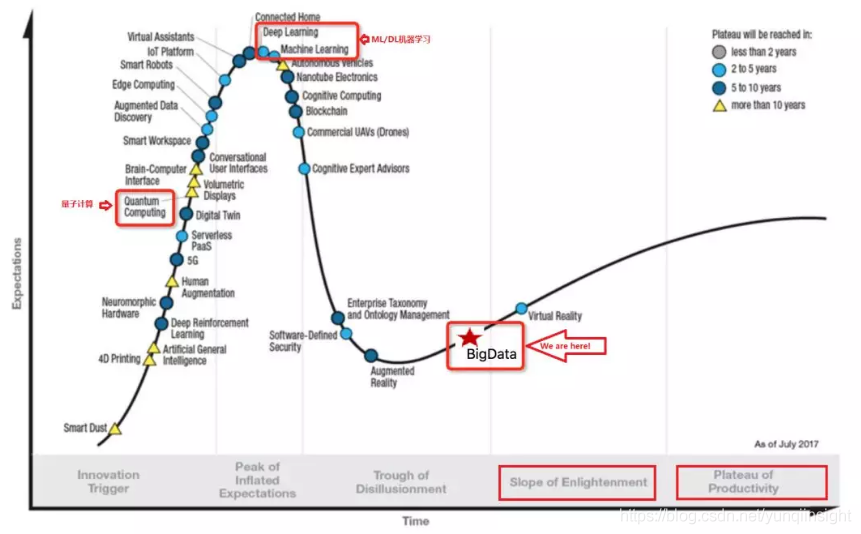 Connected Home
Deep Learning
Virtual Assistants
ML/DL机器学习
Machine Learning
IoT Platform
Autonomous Vehicles
Smart Robots
Nanotube Electronics
Edge Computing
Cognitive Computing
Augmented Data
Discovery
Blockchain
Smart Workspace
Commercial UAVs (Drones)
Conversational
User Interfaces
Brain-Computer
Interface
Cognitive Expert Advisors
Volumetric
Displays
量子计算
Quantum
Computing
Digital Twin
Serverless
PaaS
5G
Human
Augmentation
Neuromorphic
Hardware
Deep Reinforcement
Learning
Artificial General
Intelligence
4D Printing
Smart Dust
Enterprise Taxonomy
and Ontology Management
Software-Defined
Security
Augmented
Reality
Virtual Reality
BigData
We are here!
Plateau will be reached in:
less than 2 years
2 to 5 years
5 to 10 years
more than 10 years
Expectations
As of July 2017
Innovation
Trigger
Peak of
Inflated
Expectations
Trough of
Disillusionment
Slope of Enlightenment
Plateau of
Productivity
Time
https://blog.csdn.net/yunqiinsight